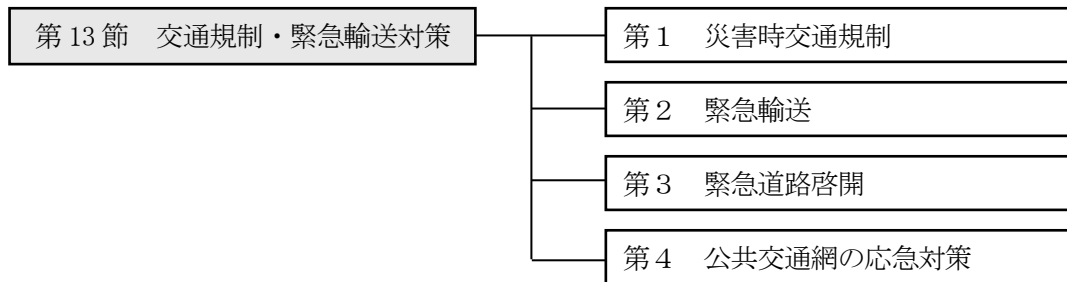 第13節　交通規制・緊急輸送対策
第１　災害時交通規制
第２　緊急輸送
第３　緊急道路啓開
第４　公共交通網の応急対策